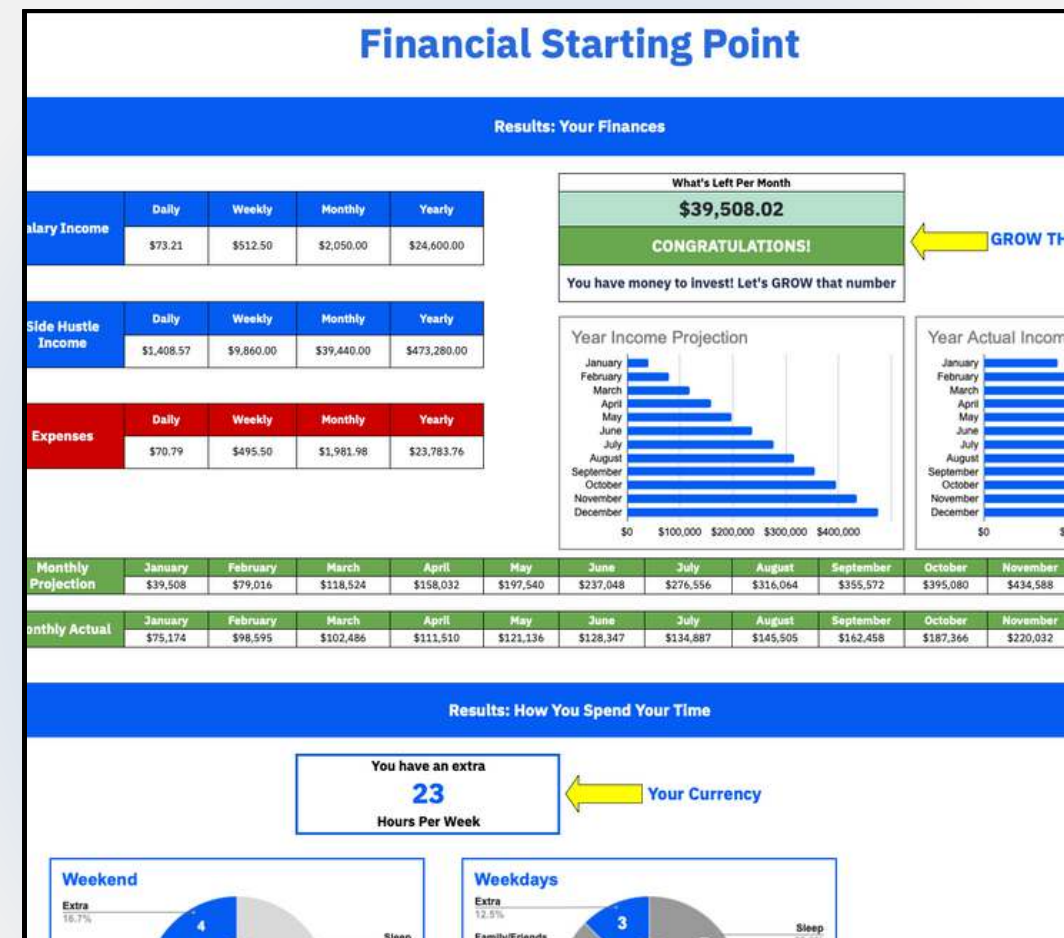 Financial Starting Point
Results: Your Finances
alary Income
Daily Weekly Monthly Yearly
$73.21 $512.50 $2,050.00 $24,600.00
Side Hustle
Income
Daily Weekly Monthly Yearly
$1,408.57 $9,860.00 $39,440.00 $473,280.00
Expenses
Daily Weekly Monthly Yearly
$70.79 $495.50 $1,981.98 $23,783.76
What's Left Per Month
$39,508.02
CONGRATULATIONS!
You have money to invest! Let's GROW that number
GROW TH
Year Income Projection
January
February
March
April
May
June
July
August
September
October
November
December
$0 $100,000 $200,000 $300,000 $400,000
Year Actual Incom
January
February
March
April
May
June
July
August
September
October
November
December
$0
Monthly
Projection
January February March April May June July August September October November
$39,508 $79,016 $118,524 $158,032 $197,540 $237,048 $276,556 $316,064 $355,572 $395,080 $434,588
onthly Actual
January February March April May June July August September October November
$75,174 $98,595 $102,486 $111,510 $121,136 $128,347 $134,887 $145,505 $162,458 $187,366 $220,032
Results: How You Spend Your Time
You have an extra
23
Hours Per Week
Your Currency
Weekend
Extra
16.7%
4
Sleep
Weekdays
Extra
12.5%
3
Family/Friends
Sleep